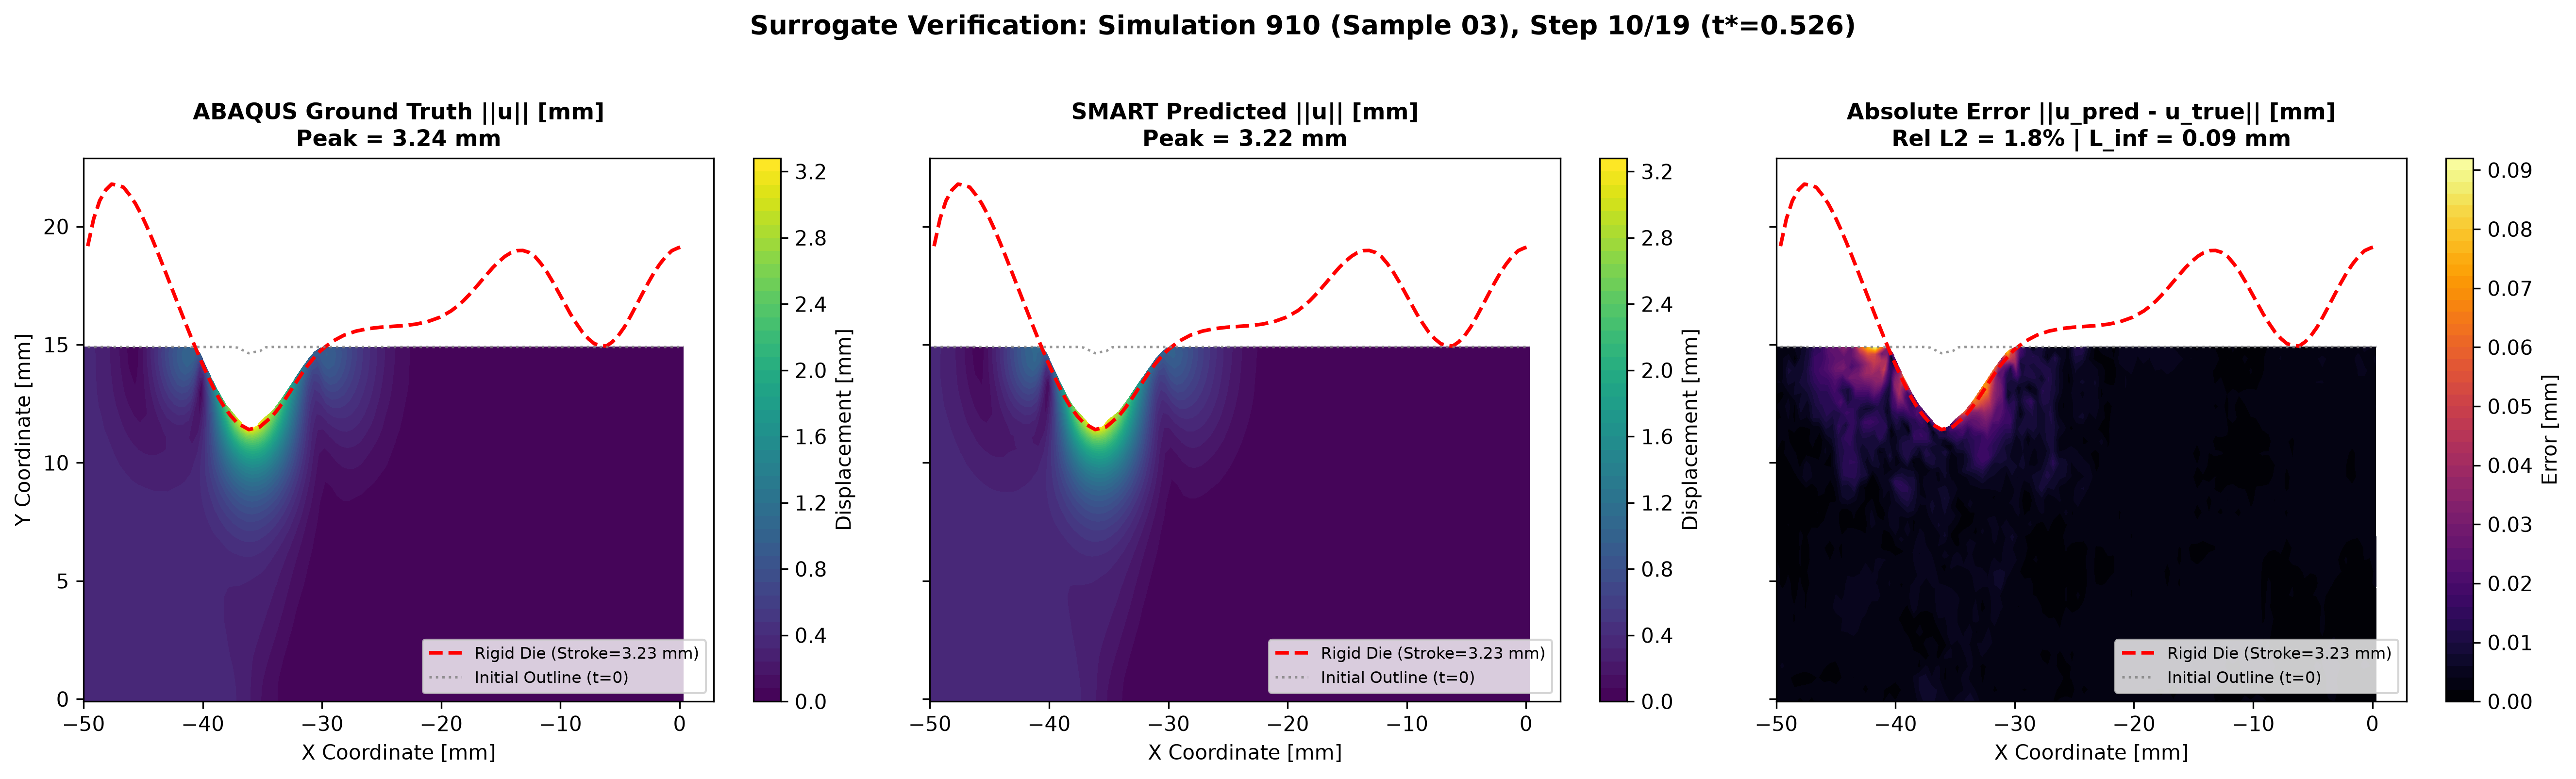 Surrogate Verification: Simulation 910 (Sample 03), Step 10/19 (t*=0.526)
ABAQUS Ground Truth ||u|| [mm]
Peak = 3.24 mm
Y Coordinate [mm]
20
15
10
5
0
−50
−40
−30
−20
−10
0
X Coordinate [mm]
Rigid Die (Stroke=3.23 mm)
Initial Outline (t=0)
3.2
2.8
2.4
2.0
1.6
1.2
0.8
0.4
0.0
Displacement [mm]
SMART Predicted ||u|| [mm]
Peak = 3.22 mm
−50
−40
−30
−20
−10
0
X Coordinate [mm]
Rigid Die (Stroke=3.23 mm)
Initial Outline (t=0)
3.2
2.8
2.4
2.0
1.6
1.2
0.8
0.4
0.0
Displacement [mm]
Absolute Error ||u_pred - u_true|| [mm]
Rel L2 = 1.8% | L_inf = 0.09 mm
−50
−40
−30
−20
−10
0
X Coordinate [mm]
Rigid Die (Stroke=3.23 mm)
Initial Outline (t=0)
0.09
0.08
0.07
0.06
0.05
0.04
0.03
0.02
0.01
0.00
Error [mm]